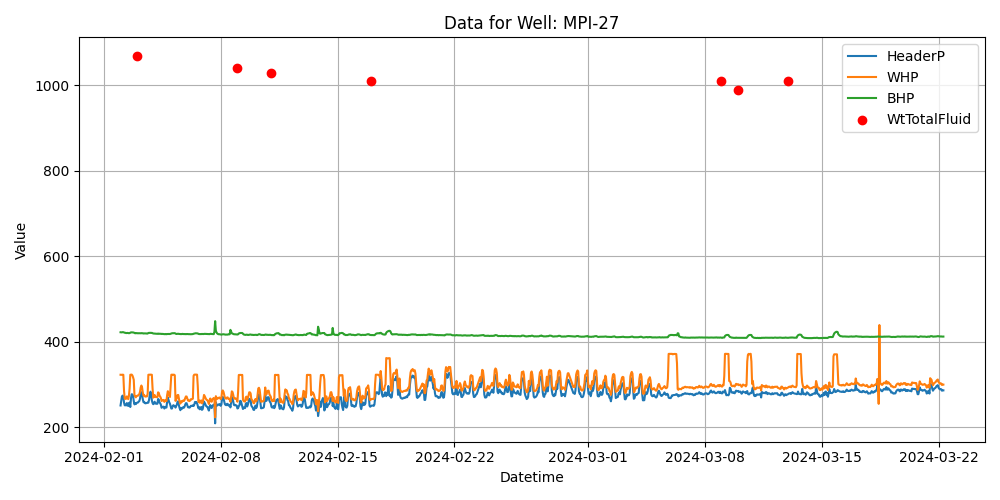 Data for Well: MPI-27
HeaderP
WHP
BHP
WtTotalFluid
Value
1000
800
600
400
200
2024-02-01
2024-02-08
2024-02-15
2024-02-22
2024-03-01
2024-03-08
2024-03-15
2024-03-22
Datetime